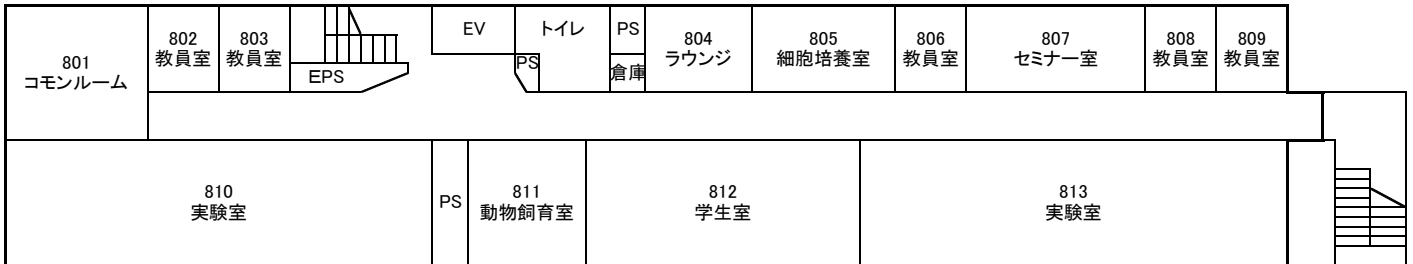 801
コモンルーム
802
教員室
803
教員室
EPS
EV
トイレ
PS
PS
倉庫
804
ラウンジ
805
細胞培養室
806
教員室
807
セミナー室
808
教員室
809
教員室
810
実験室
PS
811
動物飼育室
812
学生室
813
実験室